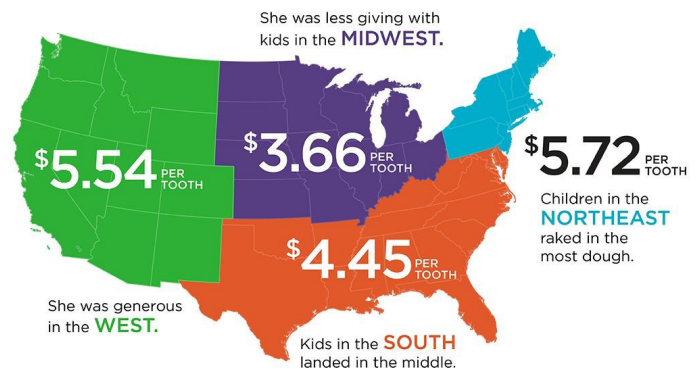 She was less giving with
kids in the MIDWEST.
$5.54 PER TOOTH
$3.66 PER TOOTH
$5.72 PER TOOTH
Children in the
NORTHEAST
raked in the
most dough.
$4.45 PER TOOTH
She was generous
in the WEST.
Kids in the SOUTH
landed in the middle.